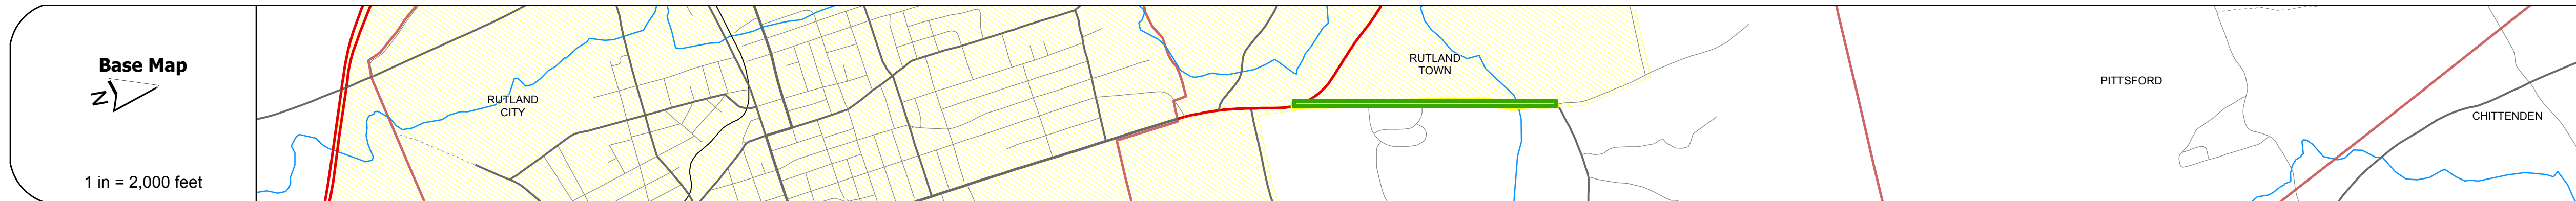 Base Map
N
1 in = 2,000 feet
RUTLAND
CITY
RUTLAND
TOWN
PITTSFORD
CHITTENDEN